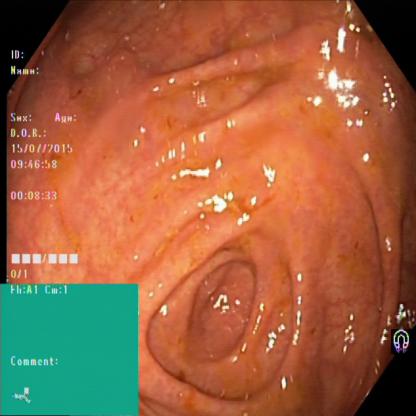 ID:
Name:
Sex: Age:
D.O.B.:
15/07/2015
09:46:58
00:08:33
0/1
Eh:A1 Cm:1
Comment: